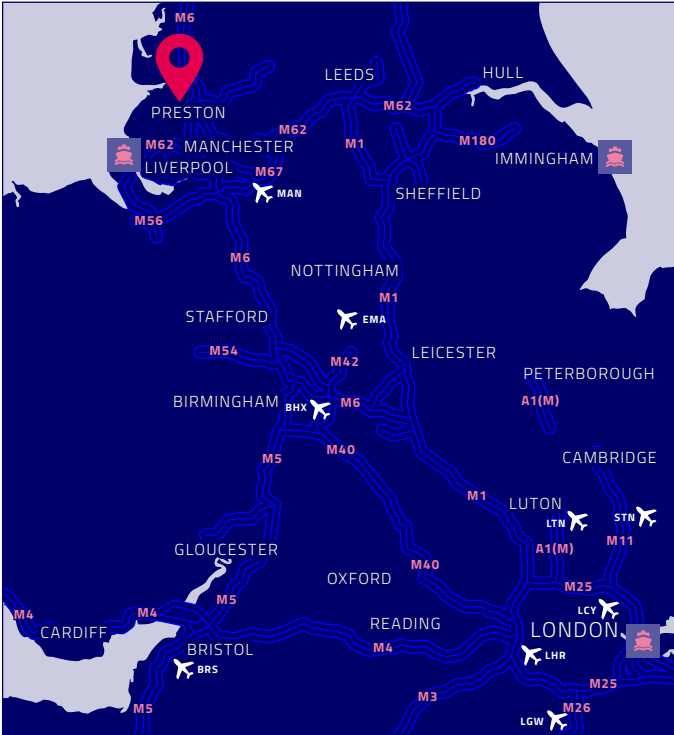 M6
LEEDS
HULL
M62
PRESTON
M62
M1
M180
M62
MANCHESTER
IMMINGHAM
LIVERPOOL
M67
MAN
SHEFFIELD
M56
M6
NOTTINGHAM
M1
STAFFORD
EMA
M54
M42
LEICESTER
PETERBOROUGH
BIRMINGHAM
BHX
M6
A1(M)
M5
M40
CAMBRIDGE
M1
LUTON
LTN
STN
GLOUCESTER
A1(M)
M11
OXFORD
M40
M25
M5
LCY
M4
M4
CARDIFF
READING
LONDON
BRISTOL
M4
LHR
BRS
M25
M3
M5
M26
LGW